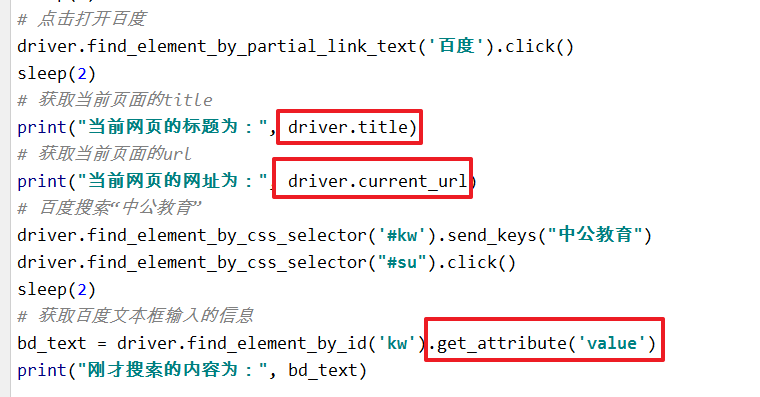 # 点击打开百度
driver.find_element_by_partial_link_text('百度').click()
sleep(2)
# 获取当前页面的title
print("当前网页的标题为：", driver.title)
# 获取当前页面的url
print("当前网页的网址为：", driver.current_url)
# 百度搜索“中公教育”
driver.find_element_by_css_selector('#kw').send_keys("中公教育")
driver.find_element_by_css_selector("#su").click()
sleep(2)
# 获取百度文本框输入的信息
bd_text = driver.find_element_by_id('kw').get_attribute('value')
print("刚才搜索的内容为：", bd_text)